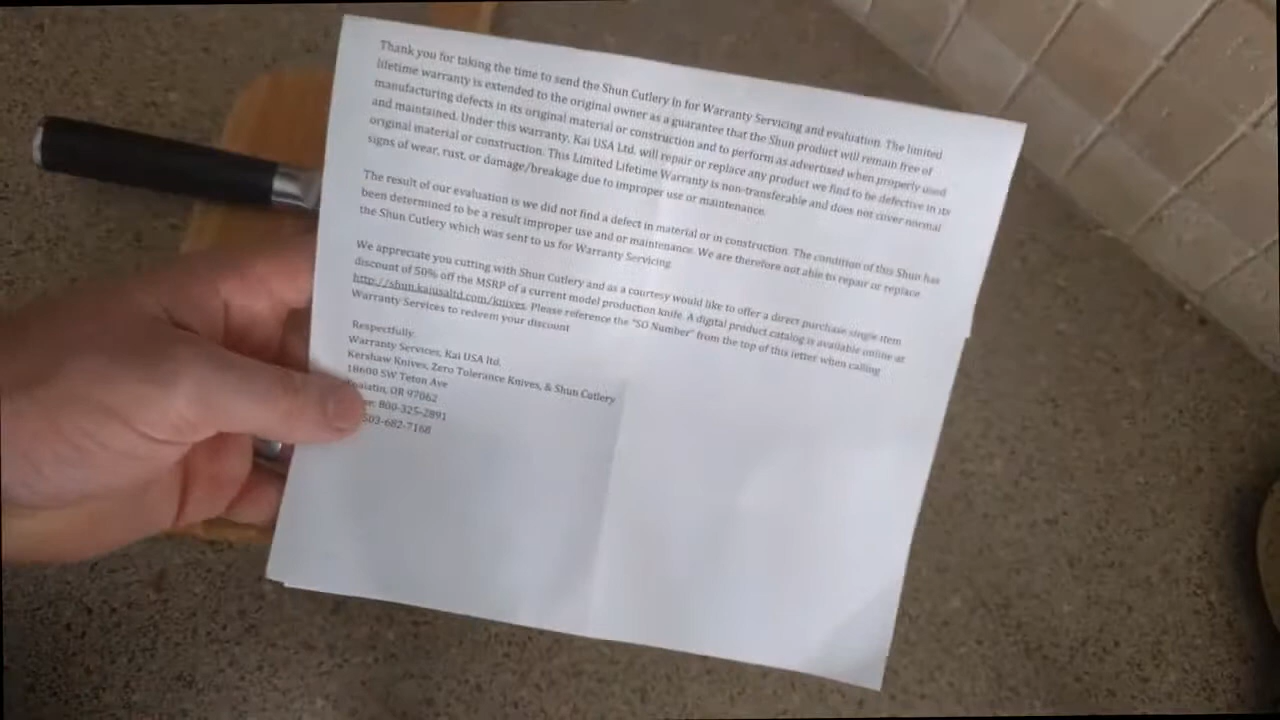 Thank you for taking the time to send the Shun Cutlery in for Warranty Servicing and evaluation. The limited
lifetime warranty is extended to the original owner as a guarantee that the Shun product will remain free of
manufacturing defects in its original material or construction and to perform as advertised when properly used
and maintained. Under this warranty, Kai USA Ltd. will repair or replace any product we find to be defective in its
original material or construction. This Limited Lifetime Warranty is non-transferable and does not cover normal
signs of wear, rust, or damage/breakage due to improper use or maintenance.
The result of our evaluation is we did not find a defect in material or in construction. The condition of this Shun has
been determined to be a result improper use and or maintenance. We are therefore not able to repair or replace
the Shun Cutlery which was sent to us for Warranty Servicing
We appreciate you cutting with Shun Cutlery and as a courtesy would like to offer a direct purchase single item
discount of 50% off the MSRP of a current model production knife. A digital product catalog is available online at
http://shun.kaiusaltd.com/knives. Please reference the "SO Number" from the top of this letter when calling
Warranty Services to redeem your discount
Respectfully,
Warranty Services, Kai USA ltd.
Kershaw Knives, Zero Tolerance Knives, & Shun Cutlery
18600 SW Teton Ave
Tualatin, OR 97062
800-325-2891
503-682-7168